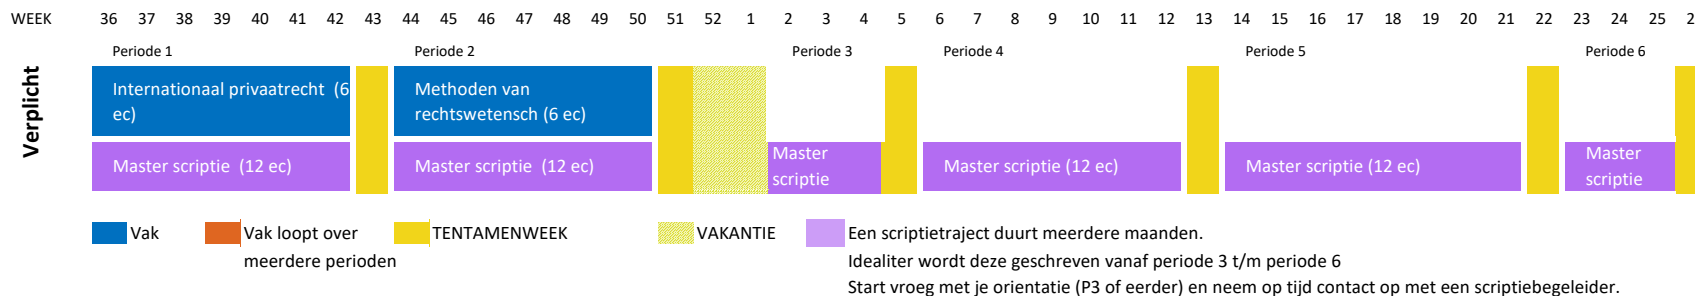 WEEK 36 37 38 39 40 41 42 43 44 45 46 47 48 49 50 51 52 1 2 3 4 5 6 7 8 9 10 11 12 13 14 15 16 17 18 19 20 21 22 23 24 25 2
Periode 1 Periode 2 Periode 3 Periode 4 Periode 5 Periode 6
Verplicht
Internationaal privaatrecht (6
ec)
Methoden van
rechtswetensch (6 ec)
Master scriptie (12 ec)
Master scriptie (12 ec)
Master
scriptie
Master scriptie (12 ec)
Master scriptie (12 ec)
Master
scriptie
Vak
Vak loopt over
meerdere perioden
TENTAMENWEEK
VAKANTIE
Een scriptietraject duurt meerdere maanden.
Idealiter wordt deze geschreven vanaf periode 3 t/m periode 6
Start vroeg met je orientatie (P3 of eerder) en neem op tijd contact op met een scriptiebegeleider.